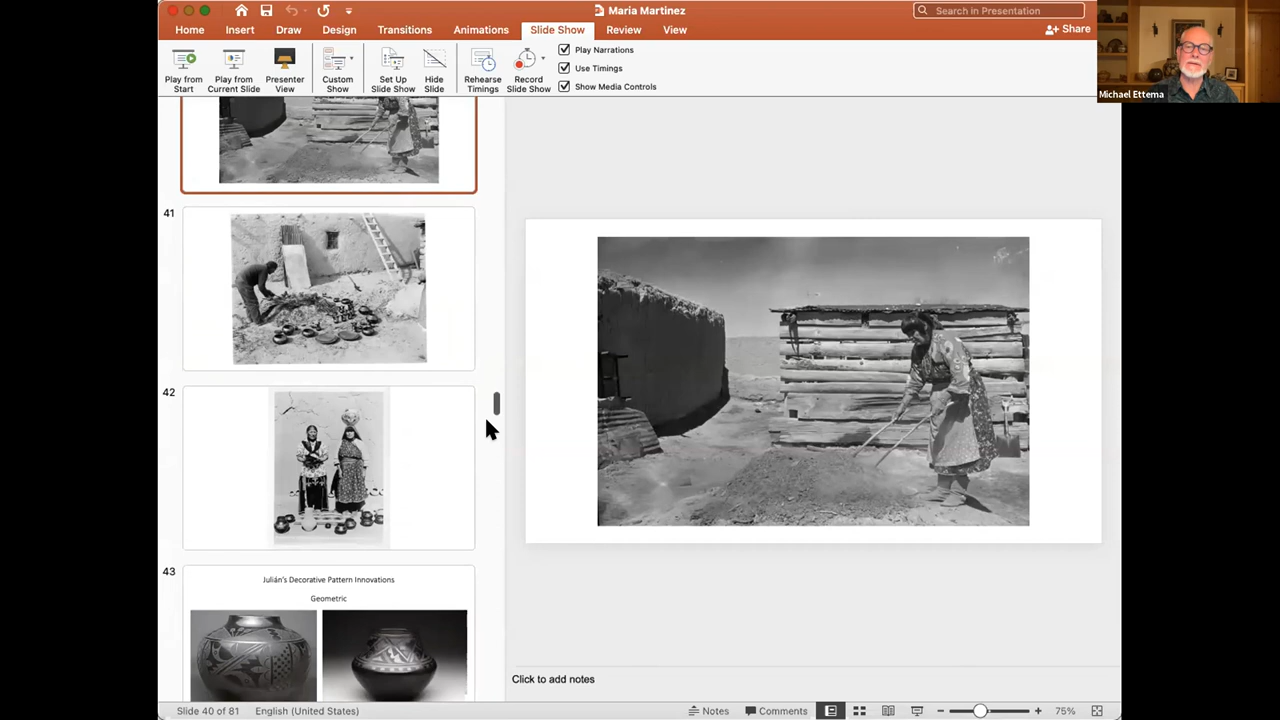 Maria Martinez
Search in Presentation
Home Insert Draw Design Transitions Animations Slide Show Review View
Share
Play from Start
Play from Current Slide
Presenter View
Custom Show
Set Up Slide Show
Hide Slide
Rehearse Timings
Record Slide Show
Play Narrations
Use Timings
Show Media Controls
Michael Ettema
41
42
43
Julián's Decorative Pattern Innovations
Geometric
Click to add notes
Slide 40 of 81 English (United States) Notes Comments 75%